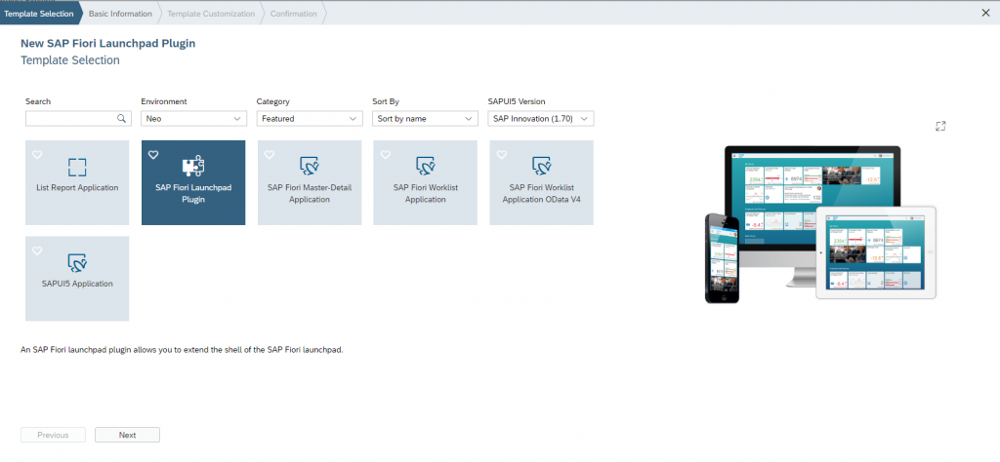 Template Selection
Basic Information
Template Customization
Confirmation
New SAP Fiori Launchpad Plugin
Template Selection
Search
Environment
Category
Sort By
SAPUI5 Version
Neo
Featured
Sort by name
SAP Innovation (1.70)
List Report Application
SAP Fiori Launchpad
Plugin
SAP Fiori Master-Detail
Application
SAP Fiori Worklist
Application
SAP Fiori Worklist
Application OData V4
SAPUI5 Application
An SAP Fiori launchpad plugin allows you to extend the shell of the SAP Fiori launchpad.
Previous
Next